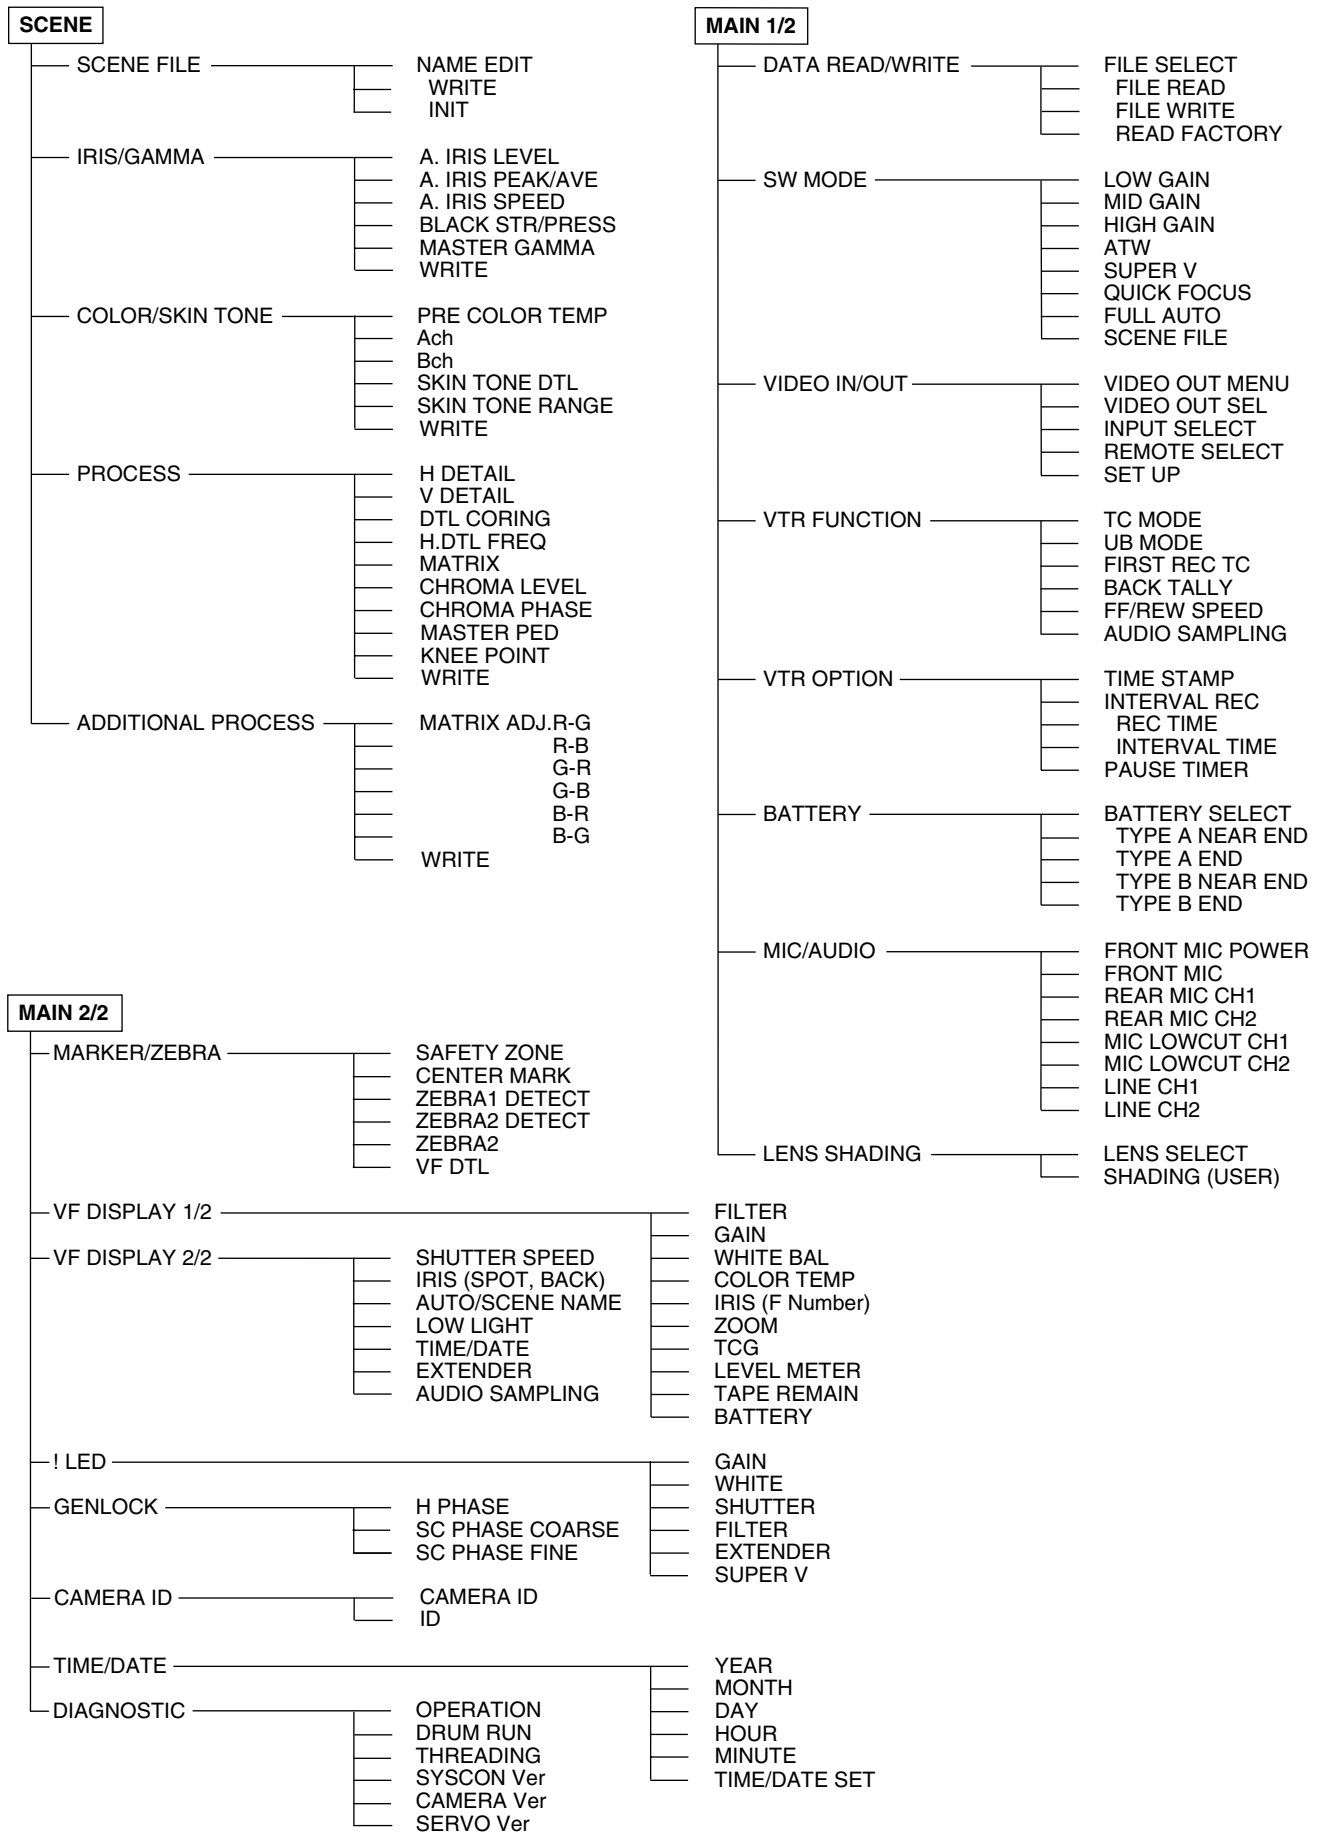 SCENE
SCENE FILE
NAME EDIT
WRITE
INIT
IRIS/GAMMA
A. IRIS LEVEL
A. IRIS PEAK/AVE
A. IRIS SPEED
BLACK STR/PRESS
MASTER GAMMA
WRITE
COLOR/SKIN TONE
PRE COLOR TEMP
Ach
Bch
SKIN TONE DTL
SKIN TONE RANGE
WRITE
PROCESS
H DETAIL
V DETAIL
DTL CORING
H.DTL FREQ
MATRIX
CHROMA LEVEL
CHROMA PHASE
MASTER PED
KNEE POINT
WRITE
ADDITIONAL PROCESS
MATRIX ADJ.R-G
R-B
G-R
G-B
B-R
B-G
WRITE
MAIN 1/2
DATA READ/WRITE
FILE SELECT
FILE READ
FILE WRITE
READ FACTORY
SW MODE
LOW GAIN
MID GAIN
HIGH GAIN
ATW
SUPER V
QUICK FOCUS
FULL AUTO
SCENE FILE
VIDEO IN/OUT
VIDEO OUT MENU
VIDEO OUT SEL
INPUT SELECT
REMOTE SELECT
SET UP
VTR FUNCTION
TC MODE
UB MODE
FIRST REC TC
BACK TALLY
FF/REW SPEED
AUDIO SAMPLING
VTR OPTION
TIME STAMP
INTERVAL REC
REC TIME
INTERVAL TIME
PAUSE TIMER
BATTERY
BATTERY SELECT
TYPE A NEAR END
TYPE A END
TYPE B NEAR END
TYPE B END
MIC/AUDIO
FRONT MIC POWER
FRONT MIC
REAR MIC CH1
REAR MIC CH2
MIC LOWCUT CH1
MIC LOWCUT CH2
LINE CH1
LINE CH2
LENS SHADING
LENS SELECT
SHADING (USER)
MAIN 2/2
MARKER/ZEBRA
SAFETY ZONE
CENTER MARK
ZEBRA1 DETECT
ZEBRA2 DETECT
ZEBRA2
VF DTL
VF DISPLAY 1/2
FILTER
GAIN
WHITE BAL
COLOR TEMP
IRIS (F Number)
ZOOM
TCG
LEVEL METER
TAPE REMAIN
BATTERY
VF DISPLAY 2/2
SHUTTER SPEED
IRIS (SPOT, BACK)
AUTO/SCENE NAME
LOW LIGHT
TIME/DATE
EXTENDER
AUDIO SAMPLING
! LED
GAIN
WHITE
SHUTTER
FILTER
EXTENDER
SUPER V
GENLOCK
H PHASE
SC PHASE COARSE
SC PHASE FINE
CAMERA ID
CAMERA ID
ID
TIME/DATE
YEAR
MONTH
DAY
HOUR
MINUTE
TIME/DATE SET
DIAGNOSTIC
OPERATION
DRUM RUN
THREADING
SYSCON Ver
CAMERA Ver
SERVO Ver